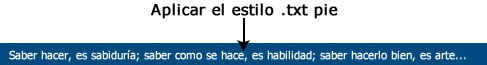 Aplicar el estilo .txt pie
Saber hacer, es sabiduría; saber como se hace, es habilidad; saber hacerlo bien, es arte...